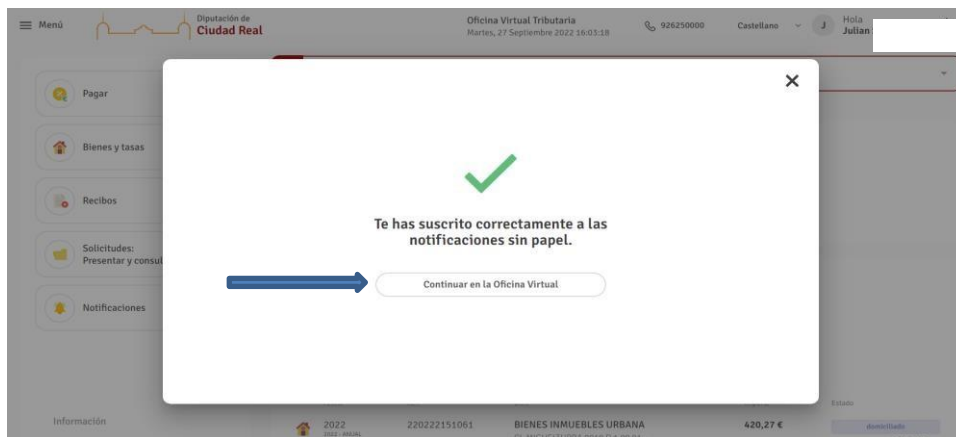 Menú
Diputación de
Ciudad Real
Oficina Virtual Tributaria
Martes, 27 Septiembre 2022 16:03:18
926250000
Castellano
J
Hola
Julian
Pagar
Bienes y tasas
Recibos
Solicitudes:
Presentar y consul
Notificaciones
Información
Te has suscrito correctamente a las
notificaciones sin papel.
Continuar en la Oficina Virtual
Estado
2022
220222151061
BIENES INMUEBLES URBANA
420,27 €
domiciliado